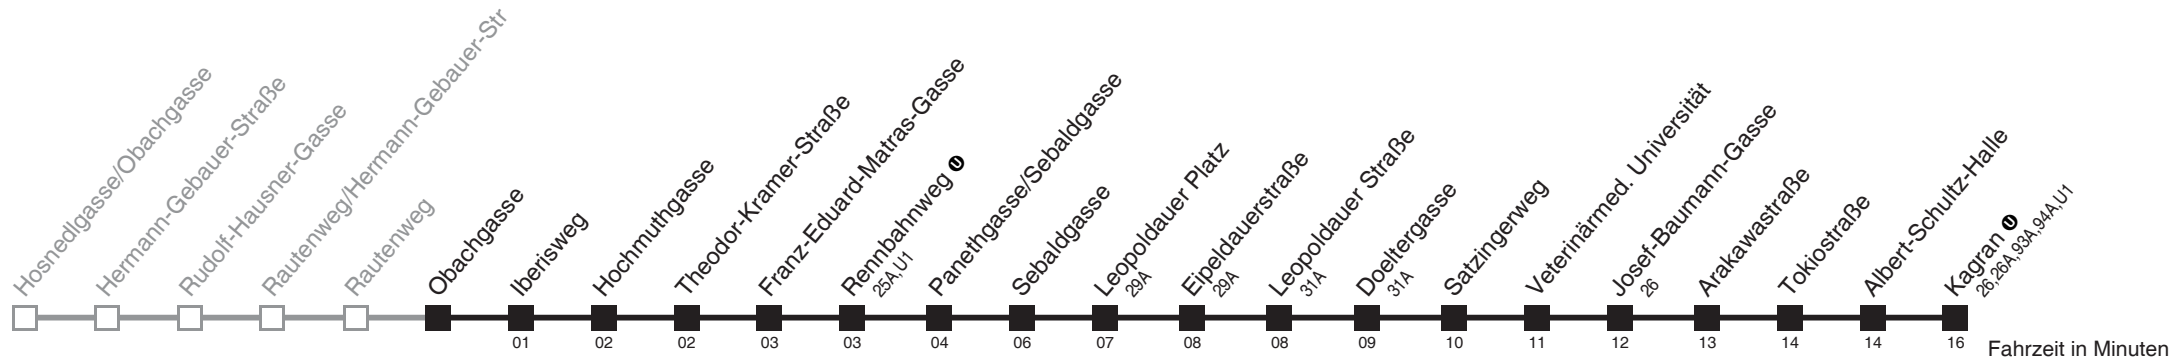 Hosnedlgasse/Obachgasse
Hermann-Gebauer-Straße
Rudolf-Hausner-Gasse
Rautenweg/Hermann-Gebauer-Str
Rautenweg
Obachgasse
Iberisweg
Hochmuthgasse
Theodor-Kramer-Straße
Franz-Eduard-Matras-Gasse
Rennbahnweg U
25A,U1
Panethgasse/Sebaldgasse
Sebaldgasse
Leopoldauer Platz
29A
Eipeldauerstraße
29A
Leopoldauer Straße
31A
Doeltergasse
31A
Satzingerweg
Veterinärmed. Universität
Josef-Baumann-Gasse
26
Arakawastraße
Tokiostraße
Albert-Schultz-Halle
Kagran U
26,26A,93A,94A,U1
01 02 02 03 03 04 06 07 08 08 09 10 11 12 13 14 14 16 Fahrzeit in Minuten